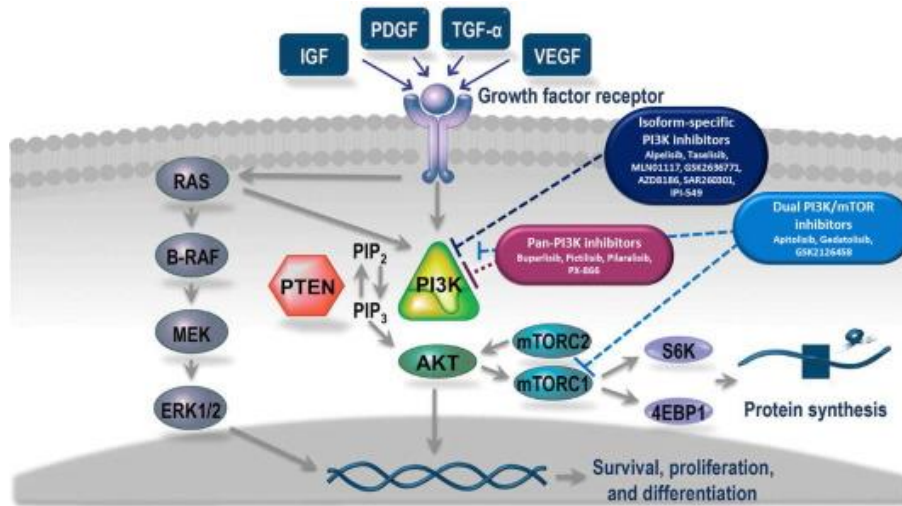 PDGF
TGF-α
IGF
VEGF
Growth factor receptor
Isoform-specific
PI3K inhibitors
Alpelisib, Taselisib,
MLN01117, GSK2636771,
AZD8186, SAR260301,
IPI-549
RAS
Dual PI3K/mTOR
inhibitors
Apitolisib, Gedatolisib,
GSK2126458
Pan-PI3K inhibitors
Buparlisib, Pictilisib, Pilaralisib,
PX-866
B-RAF
PIP2
PTEN
PI3K
PIP3
MEK
mTORC2
S6K
AKT
mTORC1
ERK1/2
4EBP1
Protein synthesis
Survival, proliferation,
and differentiation